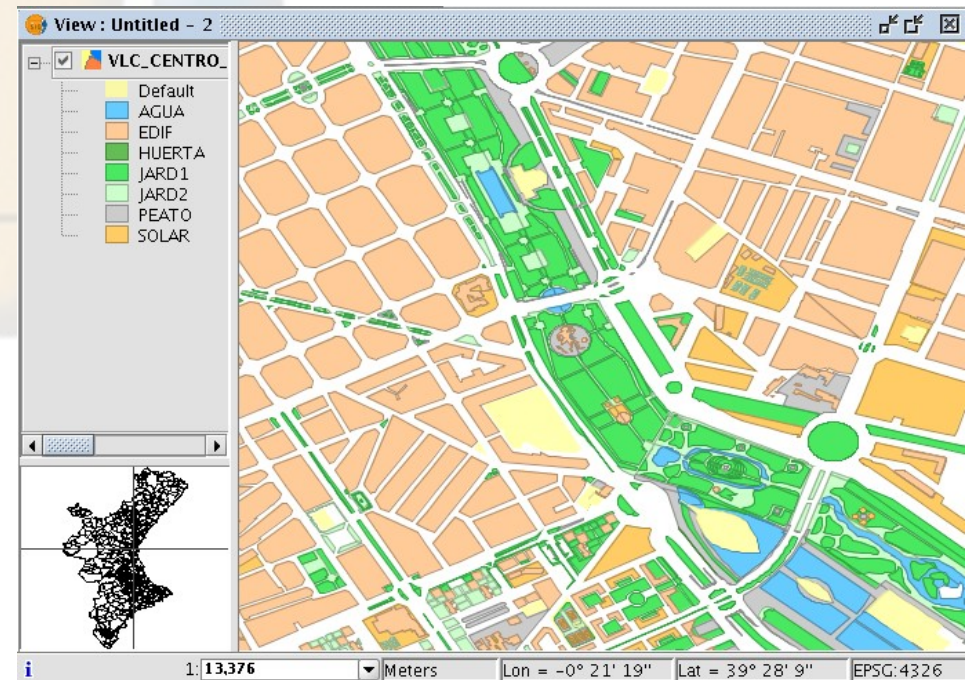 View : Untitled - 2
VLC_CENTRO_
Default
AGUA
EDIF
HUERTA
JARD1
JARD2
PEATO
SOLAR
1: 13,376 Meters Lon = -0° 21' 19" Lat = 39° 28' 9" EPSG:4326